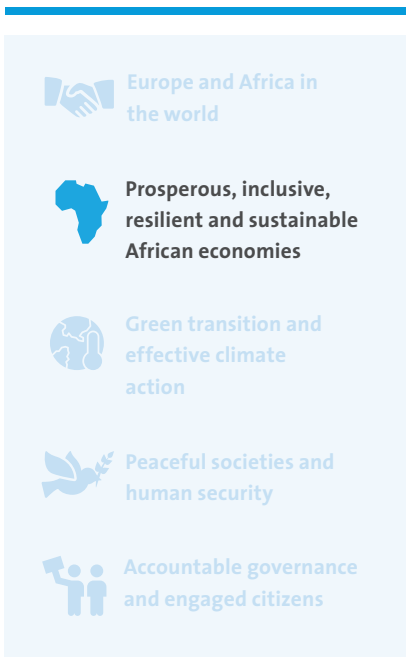 Europe and Africa in
the world
Prosperous, inclusive,
resilient and sustainable
African economies
Green transition and
effective climate
action
Peaceful societies and
human security
Accountable governance
and engaged citizens